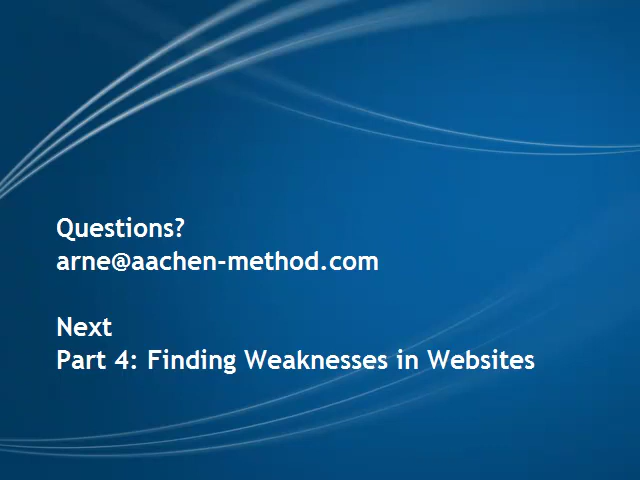 Questions?
arne@aachen-method.com
Next
Part 4: Finding Weaknesses in Websites